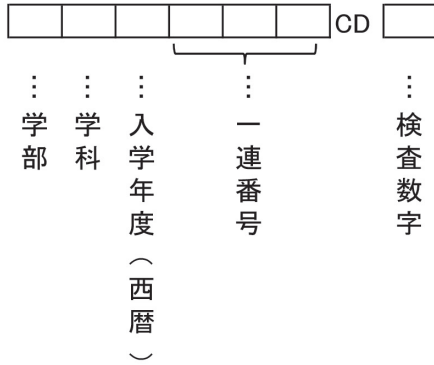 CD
学部
学科
入学年度(西暦)
一連番号
検査数字